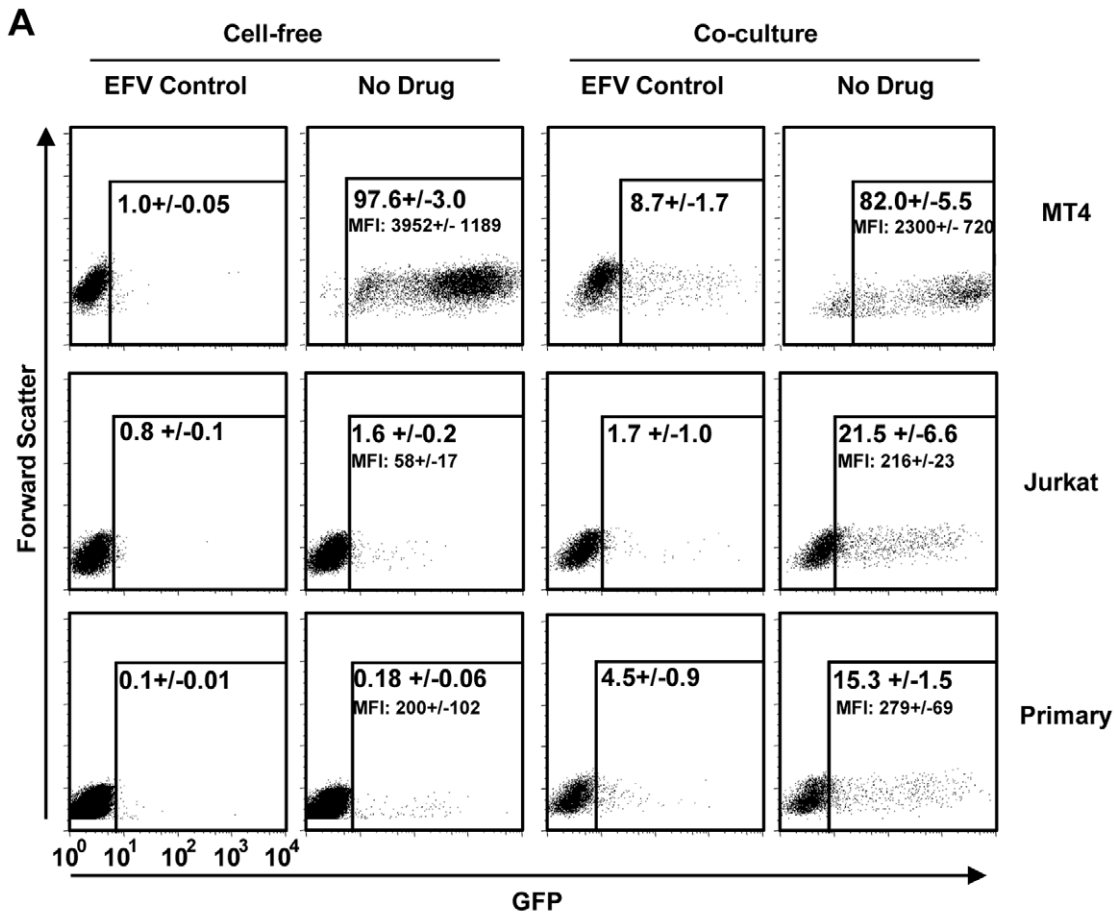 A
Cell-free
Co-culture
EFV Control
No Drug
EFV Control
No Drug
1.0+/-0.05
97.6+/-3.0
MFI: 3952+/- 1189
8.7+/-1.7
82.0+/-5.5
MFI: 2300+/- 720
MT4
0.8 +/-0.1
1.6 +/-0.2
MFI: 58+/-17
1.7 +/-1.0
21.5 +/-6.6
MFI: 216+/-23
Jurkat
0.1+/-0.01
0.18 +/-0.06
MFI: 200+/-102
4.5+/-0.9
15.3 +/-1.5
MFI: 279+/-69
Primary
Forward Scatter
10⁰ 10¹ 10² 10³ 10⁴
GFP